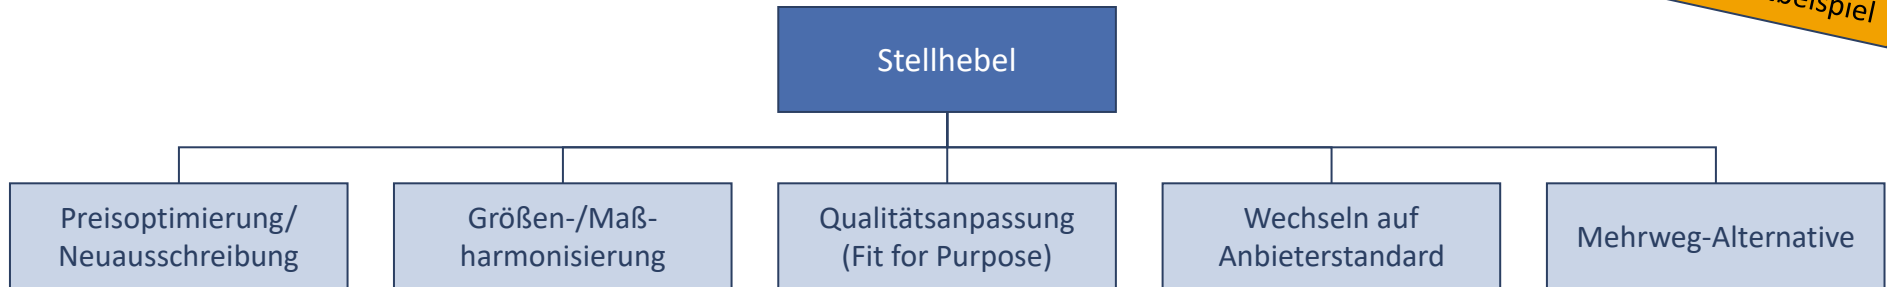 Stellhebel
Preisoptimierung/
Neuausschreibung
Größen-/Maß-
harmonisierung
Qualitätsanpassung
(Fit for Purpose)
Wechseln auf
Anbieterstandard
Mehrweg-Alternative